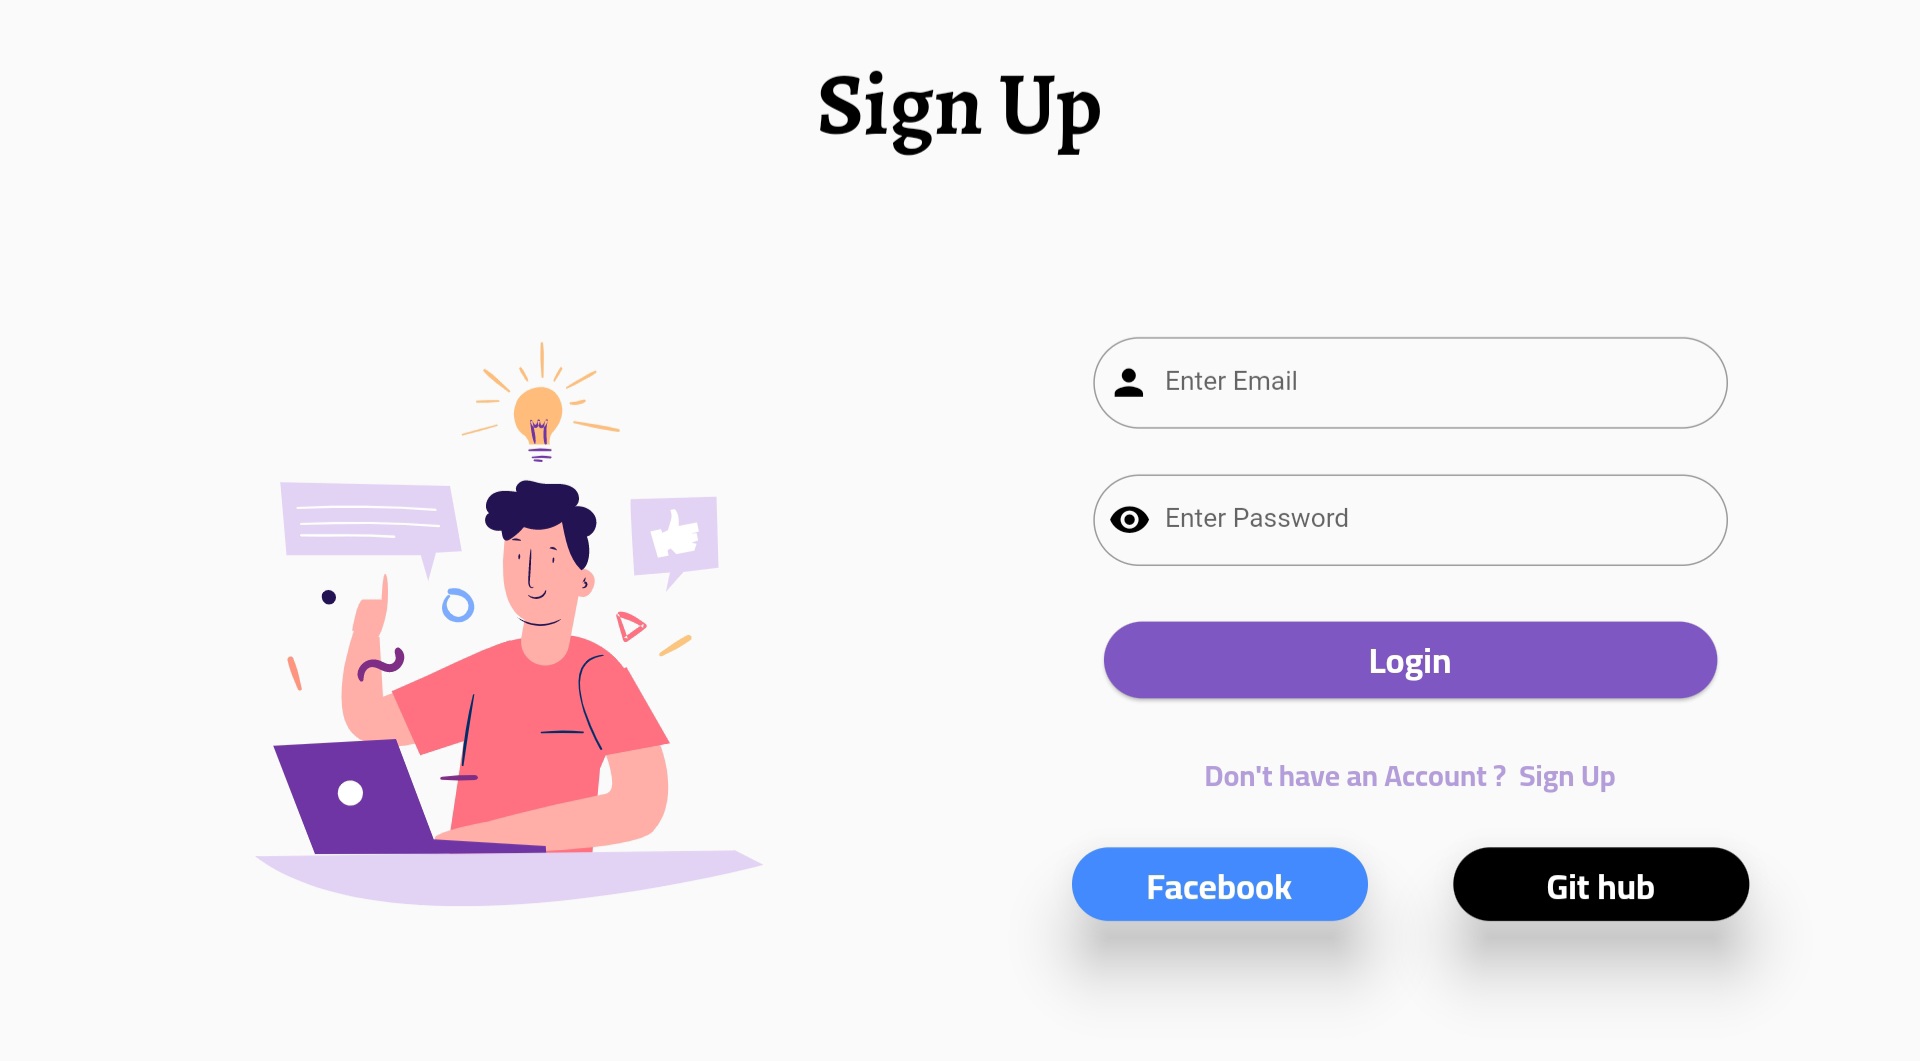 Sign Up
Enter Email
Enter Password
Login
Don't have an Account ? Sign Up
Facebook
Git hub